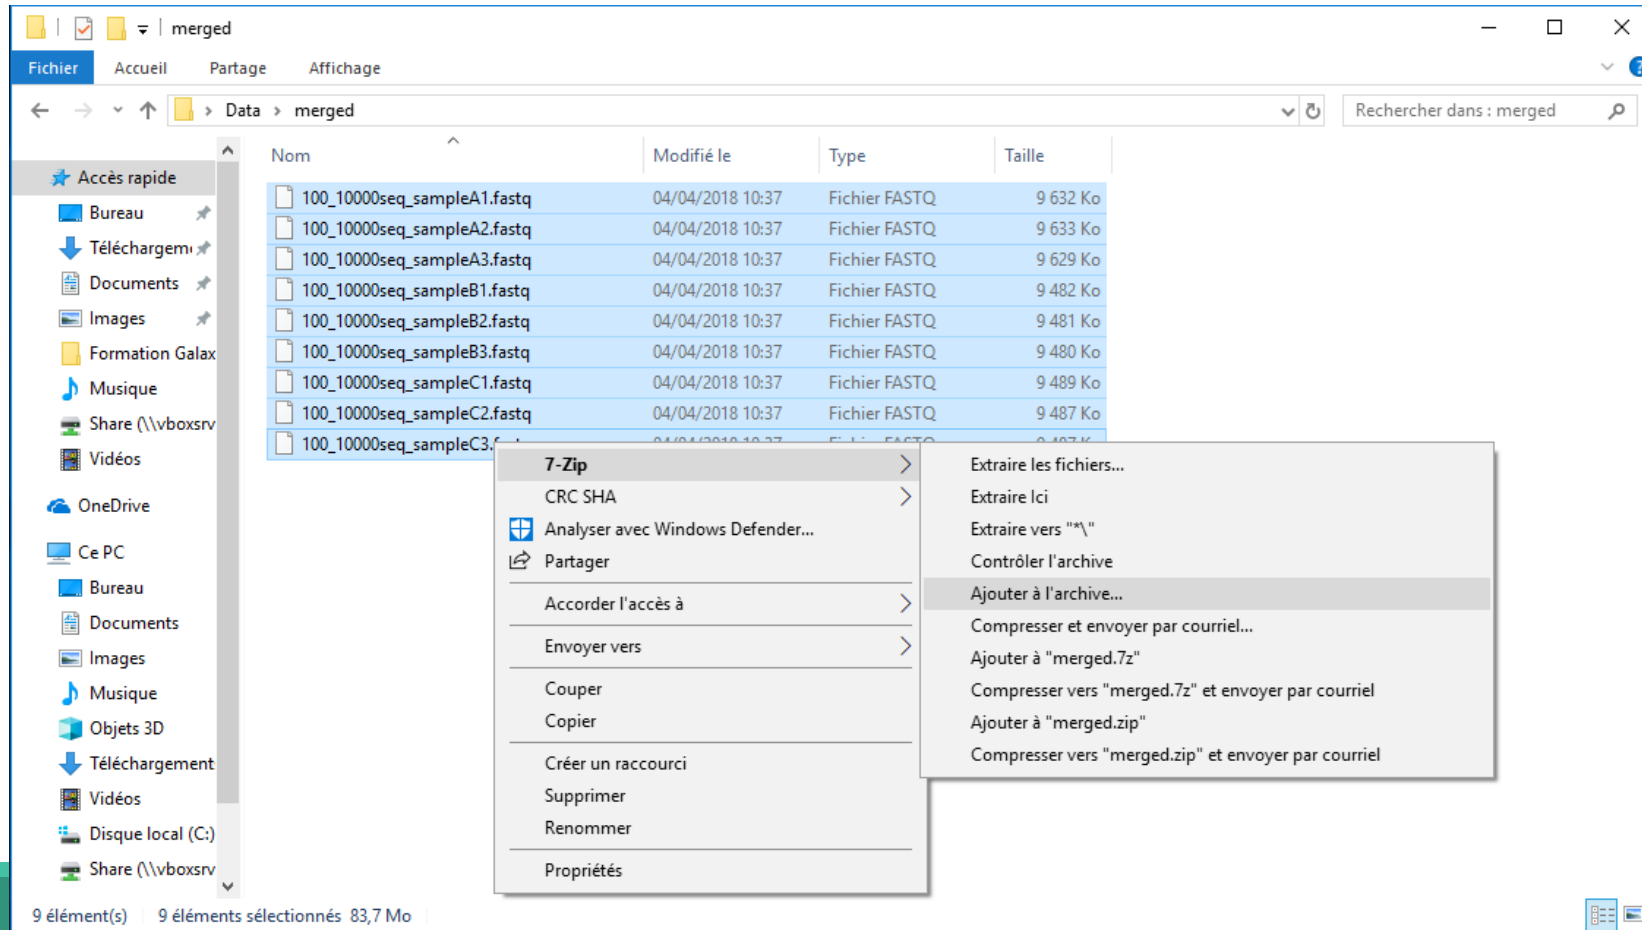 merged
Fichier Accueil Partage Affichage
Data merged Rechercher dans : merged
Nom Modifié le Type Taille
Accès rapide
Bureau
Téléchargem
Documents
Images
Formation Galax
Musique
Share (\\vboxsrv
Vidéos
OneDrive
Ce PC
Bureau
Documents
Images
Musique
Objets 3D
Téléchargement
Vidéos
Disque local (C:)
Share (\\vboxsrv
100_10000seq_sampleA1.fastq 04/04/2018 10:37 Fichier FASTQ 9 632 Ko
100_10000seq_sampleA2.fastq 04/04/2018 10:37 Fichier FASTQ 9 633 Ko
100_10000seq_sampleA3.fastq 04/04/2018 10:37 Fichier FASTQ 9 629 Ko
100_10000seq_sampleB1.fastq 04/04/2018 10:37 Fichier FASTQ 9 482 Ko
100_10000seq_sampleB2.fastq 04/04/2018 10:37 Fichier FASTQ 9 481 Ko
100_10000seq_sampleB3.fastq 04/04/2018 10:37 Fichier FASTQ 9 480 Ko
100_10000seq_sampleC1.fastq 04/04/2018 10:37 Fichier FASTQ 9 489 Ko
100_10000seq_sampleC2.fastq 04/04/2018 10:37 Fichier FASTQ 9 487 Ko
100_10000seq_sampleC3.
7-Zip
CRC SHA
Analyser avec Windows Defender...
Partager
Accorder l'accès à
Envoyer vers
Couper
Copier
Créer un raccourci
Supprimer
Renommer
Propriétés
Extraire les fichiers...
Extraire Ici
Extraire vers "*\"
Contrôler l'archive
Ajouter à l'archive...
Compresser et envoyer par courriel...
Ajouter à "merged.7z"
Compresser vers "merged.7z" et envoyer par courriel
Ajouter à "merged.zip"
Compresser vers "merged.zip" et envoyer par courriel
9 élément(s) 9 éléments sélectionnés 83,7 Mo